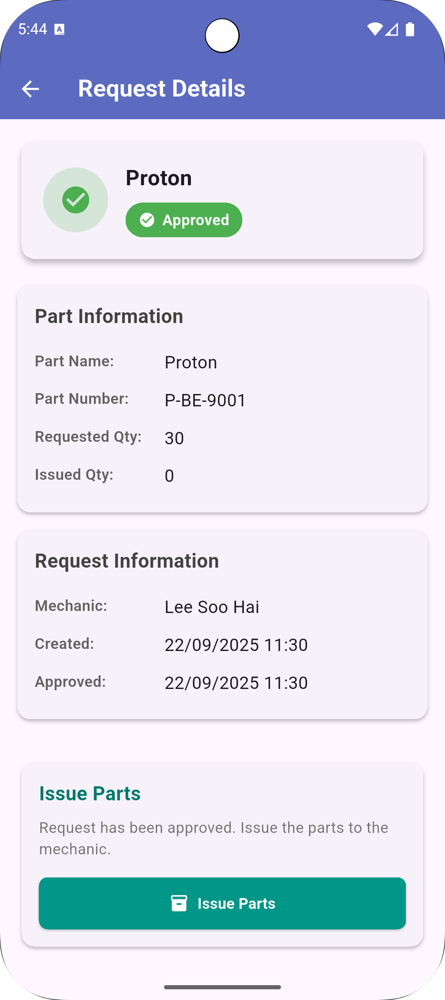 5:44
Request Details
Proton
Approved
Part Information
Part Name: Proton
Part Number: P-BE-9001
Requested Qty: 30
Issued Qty: 0
Request Information
Mechanic: Lee Soo Hai
Created: 22/09/2025 11:30
Approved: 22/09/2025 11:30
Issue Parts
Request has been approved. Issue the parts to the
mechanic.
Issue Parts